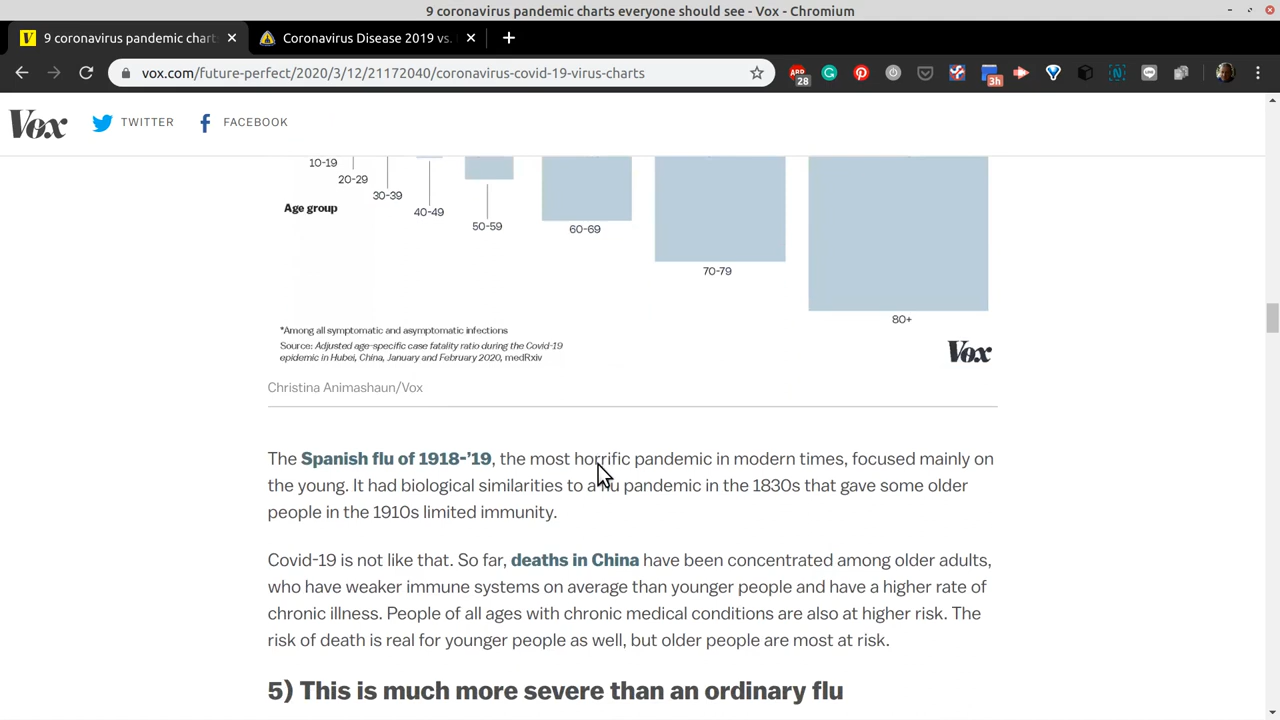 9 coronavirus pandemic charts everyone should see - Vox - Chromium
9 coronavirus pandemic chart
Coronavirus Disease 2019 vs.
vox.com/future-perfect/2020/3/12/21172040/coronavirus-covid-19-virus-charts
28
3h
Vox
TWITTER
FACEBOOK
10-19
20-29
30-39
Age group
40-49
50-59
60-69
70-79
80+
*Among all symptomatic and asymptomatic infections
Source: Adjusted age-specific case fatality ratio during the Covid-19
epidemic in Hubei, China, January and February 2020, medRxiv
Vox
Christina Animashaun/Vox
The Spanish flu of 1918-'19, the most horrific pandemic in modern times, focused mainly on
the young. It had biological similarities to a flu pandemic in the 1830s that gave some older
people in the 1910s limited immunity.
Covid-19 is not like that. So far, deaths in China have been concentrated among older adults,
who have weaker immune systems on average than younger people and have a higher rate of
chronic illness. People of all ages with chronic medical conditions are also at higher risk. The
risk of death is real for younger people as well, but older people are most at risk.
5) This is much more severe than an ordinary flu